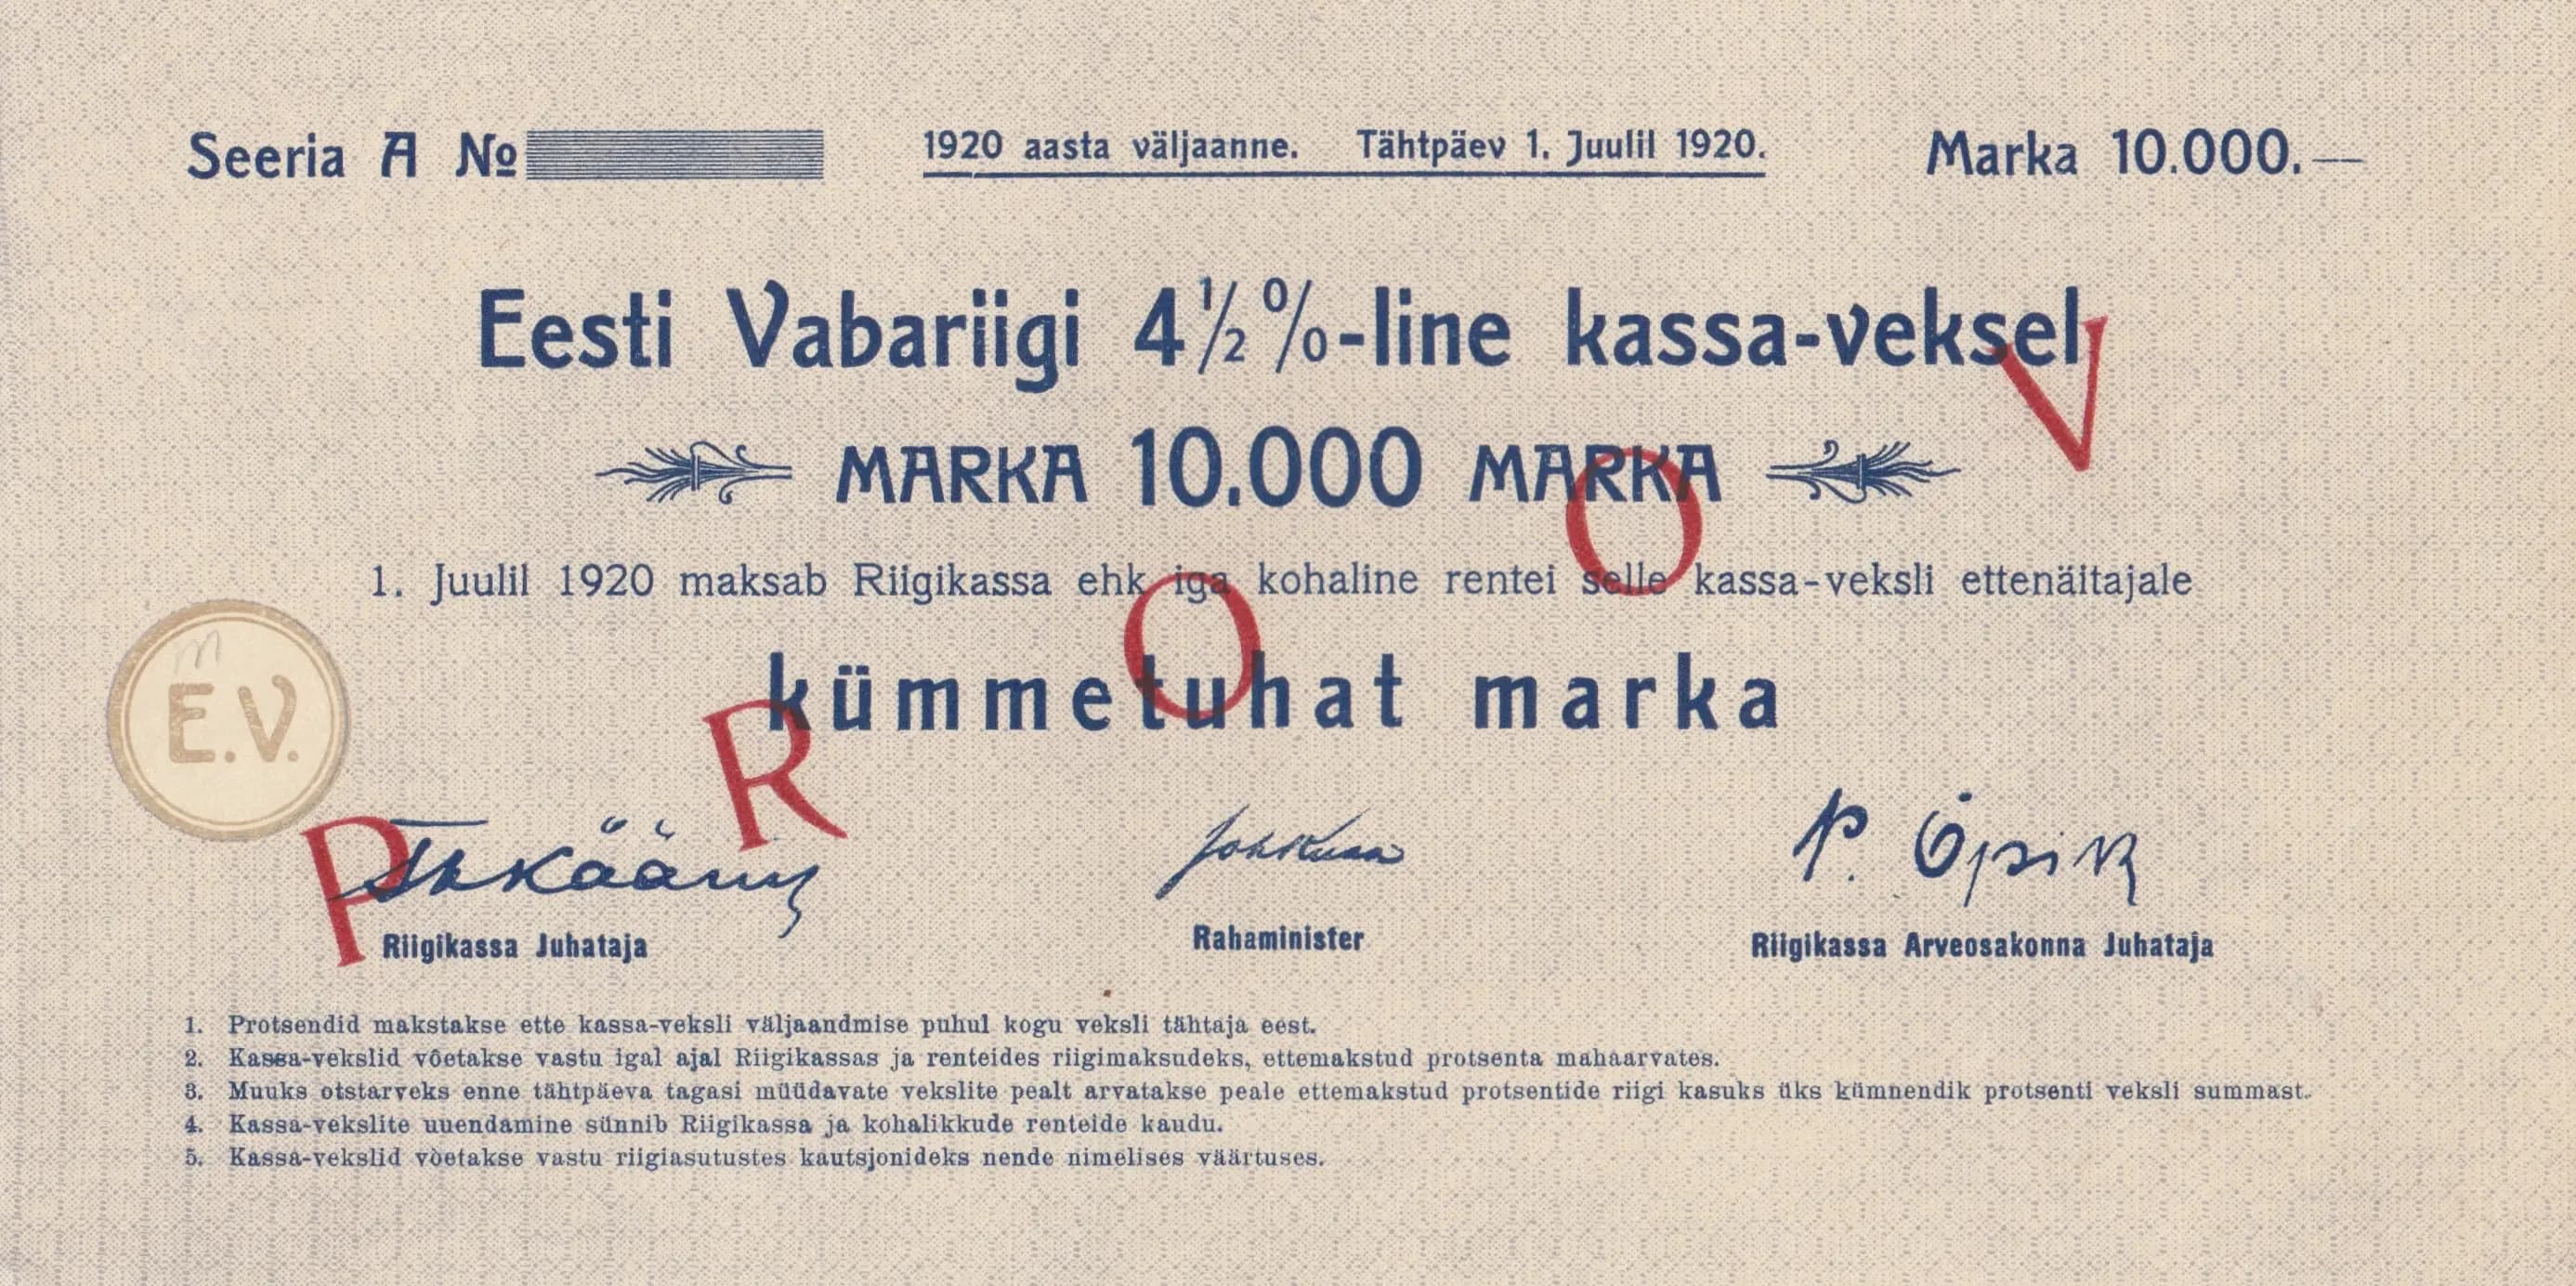 Seeria A № 1920 aasta väljaanne. Tähtpäev 1. Juulil 1920. Marka 10.000.—
Eesti Vabariigi 4½%-line kassa-veksel
MARKA 10.000 MARKA
1. Juulil 1920 maksab Riigikassa ehk iga kohaline rentei selle kassa-veksli ettenäitajale
kümmetuhat marka
E.V.
PROOV
P. Öpik
Riigikassa Juhataja Rahaminister Riigikassa Arveosakonna Juhataja
1. Protsendid makstakse ette kassa-veksli väljaandmise puhul kogu veksli tähtaja eest.
2. Kassa-vekslid võetakse vastu igal ajal Riigikassas ja renteides riigimaksudeks, ettemakstud protsenta mahaarvates.
3. Muuks otstarveks enne tähtpäeva tagasi müüdavate vekslite pealt arvatakse peale ettemakstud protsentide riigi kasuks üks kümnendik protsenti veksli summast.
4. Kassa-vekslite uuendamine sünnib Riigikassa ja kohalikkude renteide kaudu.
5. Kassa-vekslid võetakse vastu riigiasutustes kautsjonideks nende nimelises väärtuses.